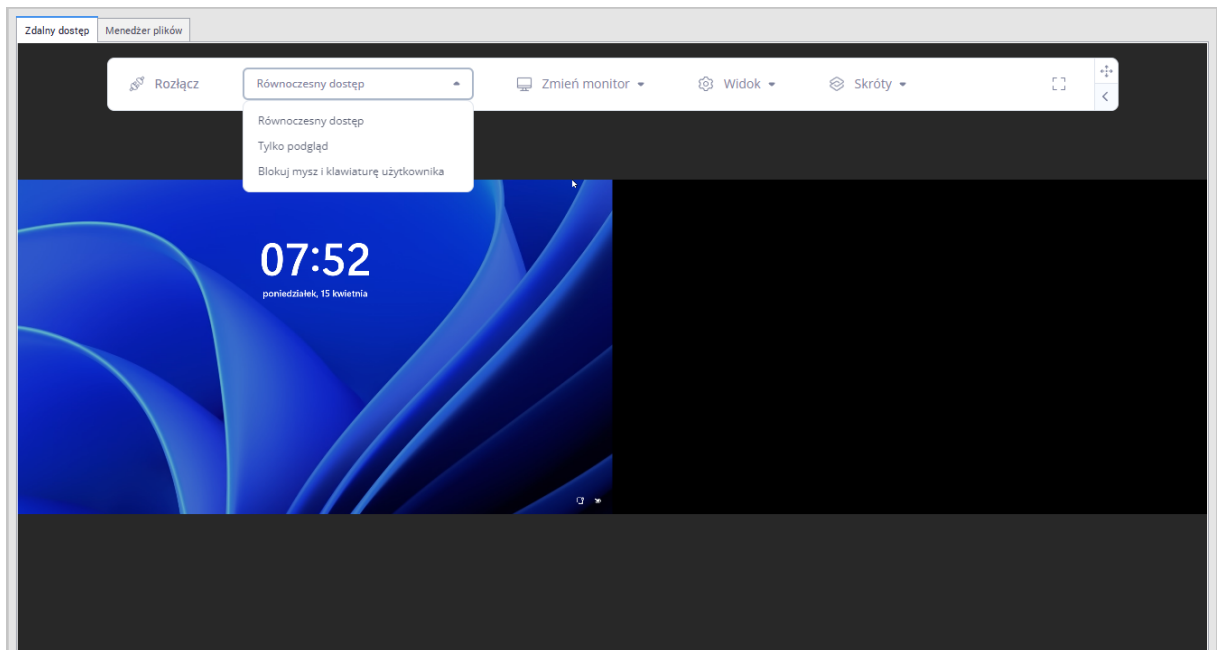 Zdalny dostęp
Menedżer plików
Rozłącz
Równoczesny dostęp
Zmień monitor
Widok
Skróty
Równoczesny dostęp
Tylko podgląd
Blokuj mysz i klawiaturę użytkownika
07:52
poniedziałek, 15 kwietnia